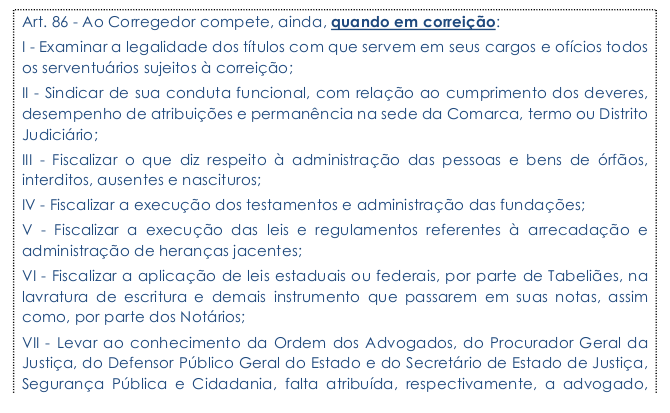 Art. 86 - Ao Corregedor compete, ainda, quando em correição:
I - Examinar a legalidade dos títulos com que servem em seus cargos e ofícios todos
os serventuários sujeitos à correição;
II - Sindicar de sua conduta funcional, com relação ao cumprimento dos deveres,
desempenho de atribuições e permanência na sede da Comarca, termo ou Distrito
Judiciário;
III - Fiscalizar o que diz respeito à administração das pessoas e bens de órfãos,
interditos, ausentes e nascituros;
IV - Fiscalizar a execução dos testamentos e administração das fundações;
V - Fiscalizar a execução das leis e regulamentos referentes à arrecadação e
administração de heranças jacentes;
VI - Fiscalizar a aplicação de leis estaduais ou federais, por parte de Tabeliães, na
lavratura de escritura e demais instrumento que passarem em suas notas, assim
como, por parte dos Notários;
VII - Levar ao conhecimento da Ordem dos Advogados, do Procurador Geral da
Justiça, do Defensor Público Geral do Estado e do Secretário de Estado de Justiça,
Segurança Pública e Cidadania, falta atribuída, respectivamente, a advogado,